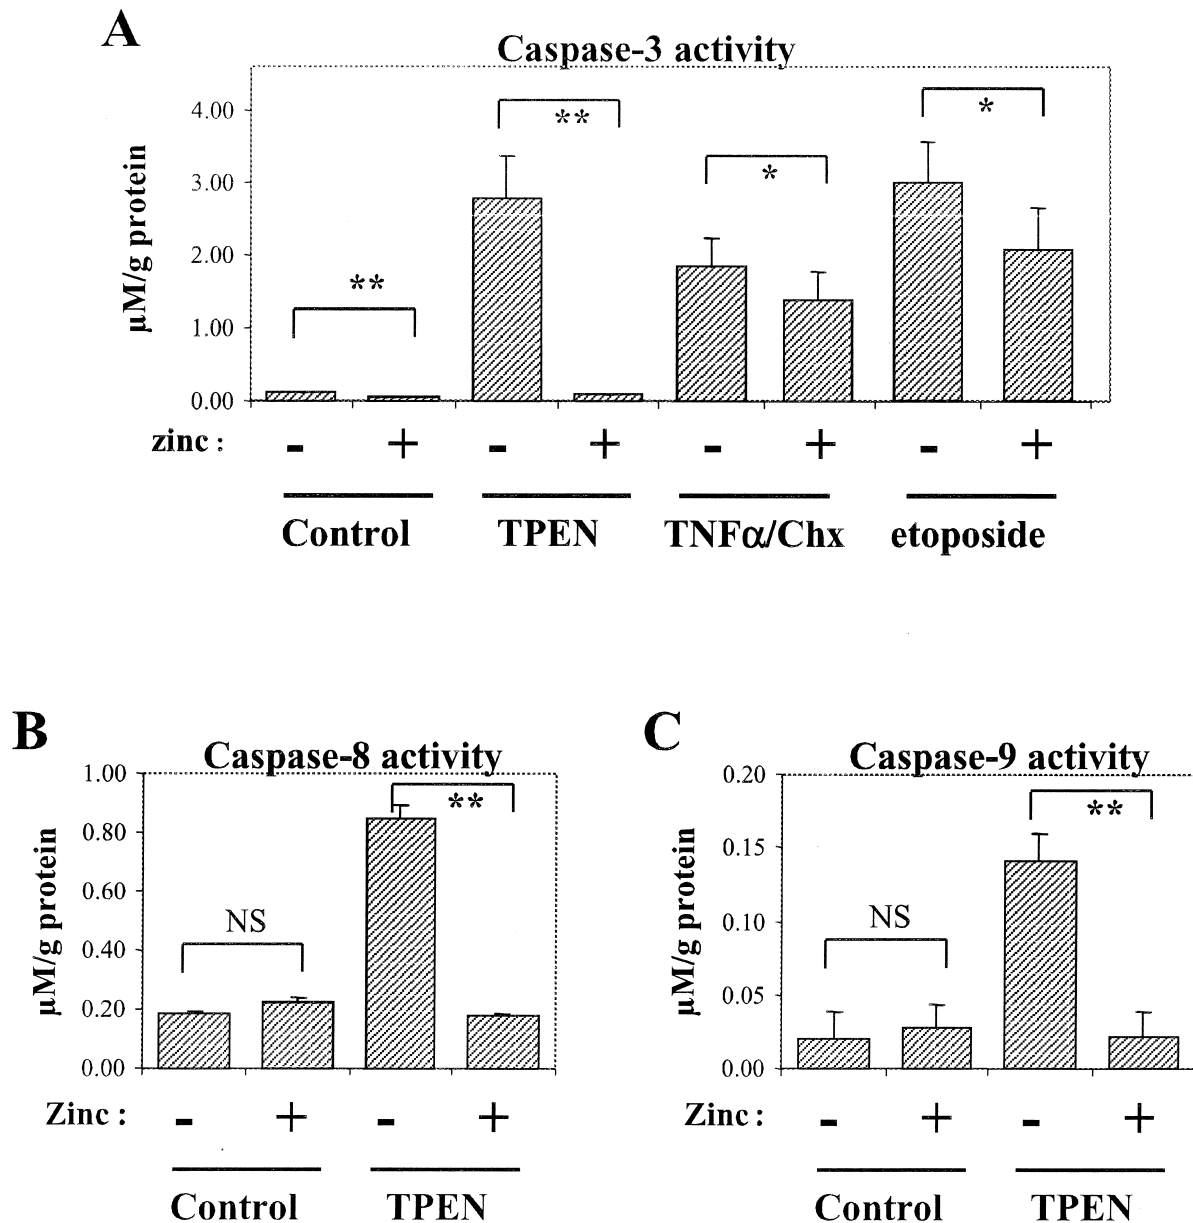 A
Caspase-3 activity
µM/g protein
4.00
3.00
2.00
1.00
0.00
**
**
*
*
zinc : - + - + - + - +
Control TPEN TNFα/Chx etoposide
B
Caspase-8 activity
µM/g protein
1.00
0.80
0.60
0.40
0.20
0.00
NS
**
Zinc : - + - +
Control TPEN
C
Caspase-9 activity
µM/g protein
0.20
0.15
0.10
0.05
0.00
NS
**
- + - +
Control TPEN